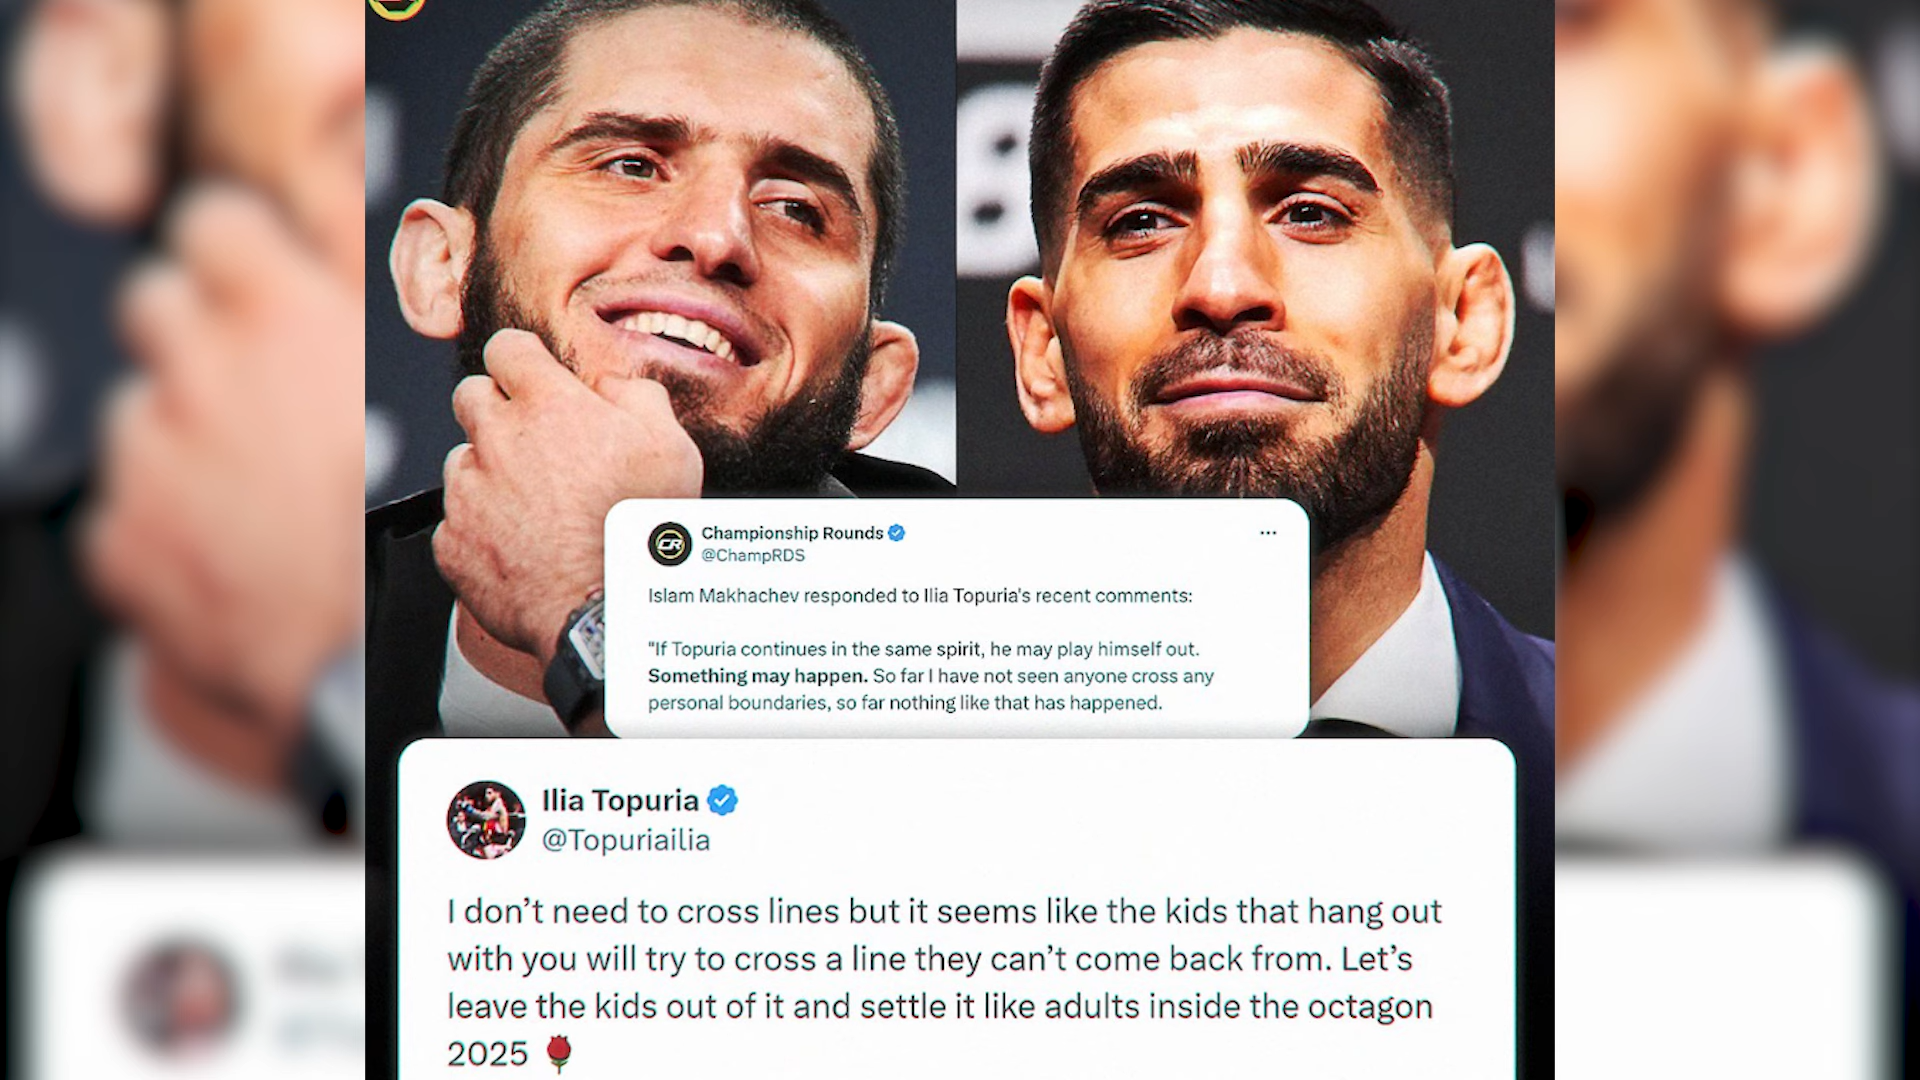 CR
B
Championship Rounds
@ChampRDS
Islam Makhachev responded to Ilia Topuria's recent comments:
"If Topuria continues in the same spirit, he may play himself out.
Something may happen. So far I have not seen anyone cross any
personal boundaries, so far nothing like that has happened.
Ilia Topuria
@Topuriailia
I don’t need to cross lines but it seems like the kids that hang out
with you will try to cross a line they can’t come back from. Let’s
leave the kids out of it and settle it like adults inside the octagon
2025 🌹